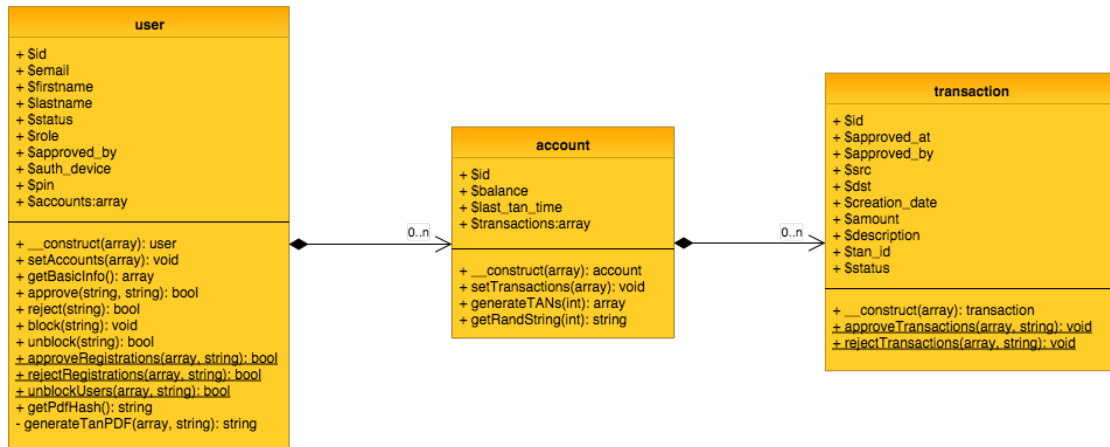 user
+ $id
+ $email
+ $firstname
+ $lastname
+ $status
+ $role
+ $approved_by
+ $auth_device
+ $pin
+ $accounts:array
+ __construct(array): user
+ setAccounts(array): void
+ getBasicInfo(): array
+ approve(string, string): bool
+ reject(string): bool
+ block(string): void
+ unblock(string): bool
+ approveRegistrations(array, string): bool
+ rejectRegistrations(array, string): bool
+ unblockUsers(array, string): bool
+ getPdfHash(): string
- generateTanPDF(array, string): string
0..n
account
+ $id
+ $balance
+ $last_tan_time
+ $transactions:array
+ __construct(array): account
+ setTransactions(array): void
+ generateTANs(int): array
+ getRandString(int): string
0..n
transaction
+ $id
+ $approved_at
+ $approved_by
+ $src
+ $dst
+ $creation_date
+ $amount
+ $description
+ $tan_id
+ $status
+ __construct(array): transaction
+ approveTransactions(array, string): void
+ rejectTransactions(array, string): void